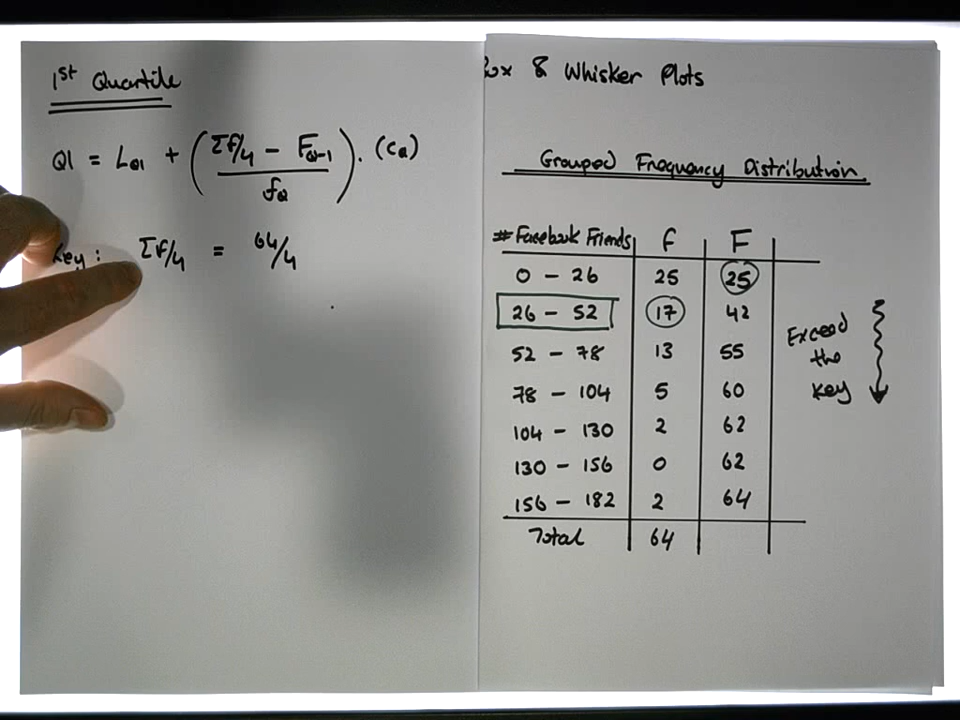 1st Quartile
Q1 = LQ1 + (Σf/4 - FQ-1 / fQ) . (cQ)
Key: Σf/4 = 64/4
Box & Whisker Plots
Grouped Frequency Distribution
# Facebook Friends f F
0 - 26 25 25
26 - 52 17 42
52 - 78 13 55
78 - 104 5 60
104 - 130 2 62
130 - 156 0 62
156 - 182 2 64
Total 64
Exceed
the
key